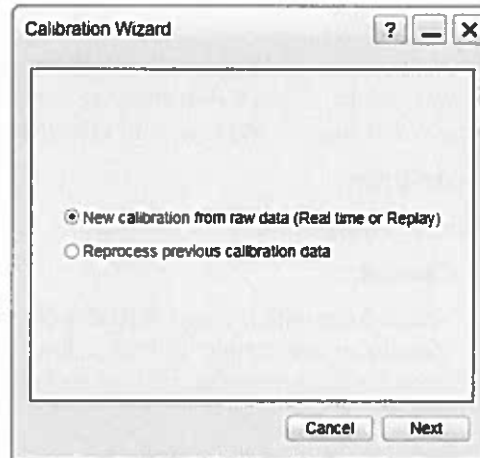 Calibration Wizard ? – X
New calibration from raw data (Real time or Replay)
Reprocess previous calibration data
Cancel Next